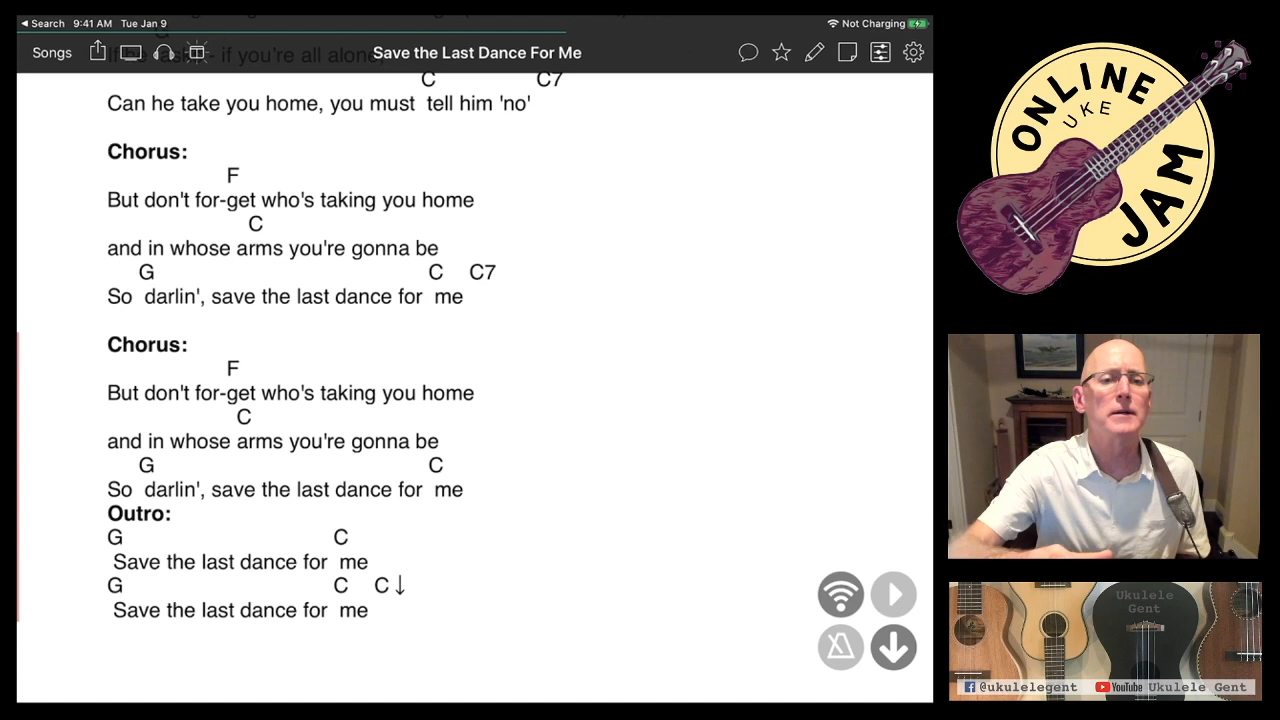 Search 9:41 AM Tue Jan 9 Not Charging
Songs Save the Last Dance For Me
if you're all alone,
C C7
Can he take you home, you must tell him 'no'
Chorus:
F
But don't for-get who's taking you home
C
and in whose arms you're gonna be
G C C7
So darlin', save the last dance for me
Chorus:
F
But don't for-get who's taking you home
C
and in whose arms you're gonna be
G C
So darlin', save the last dance for me
Outro:
G C
Save the last dance for me
G C C↓
Save the last dance for me
ONLINE
UKE
JAM
Ukulele
Gent
@ukulelegent YouTube Ukulele Gent